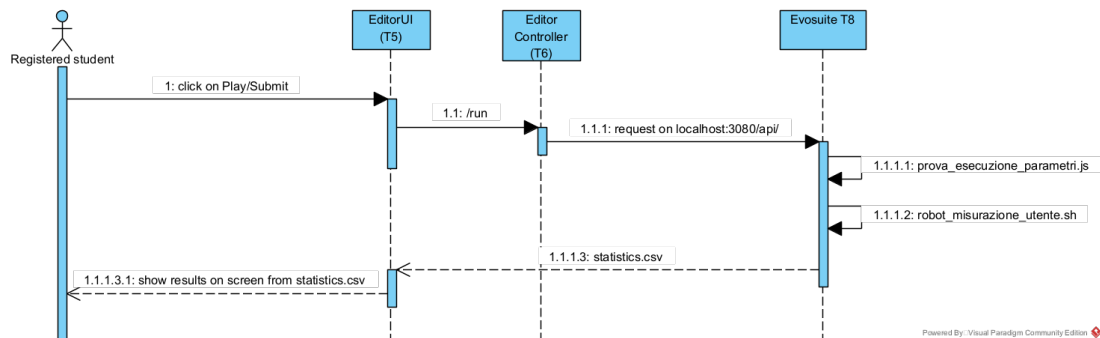 EditorUI
(T5)
Editor
Controller
(T6)
Evosuite T8
Registered student
1: click on Play/Submit
1.1: /run
1.1.1: request on localhost:3080/api/
1.1.1.1: prova_esecuzione_parametri.js
1.1.1.2: robot_misurazione_utente.sh
1.1.1.3: statistics.csv
1.1.1.3.1: show results on screen from statistics.csv
Powered By: Visual Paradigm Community Edition